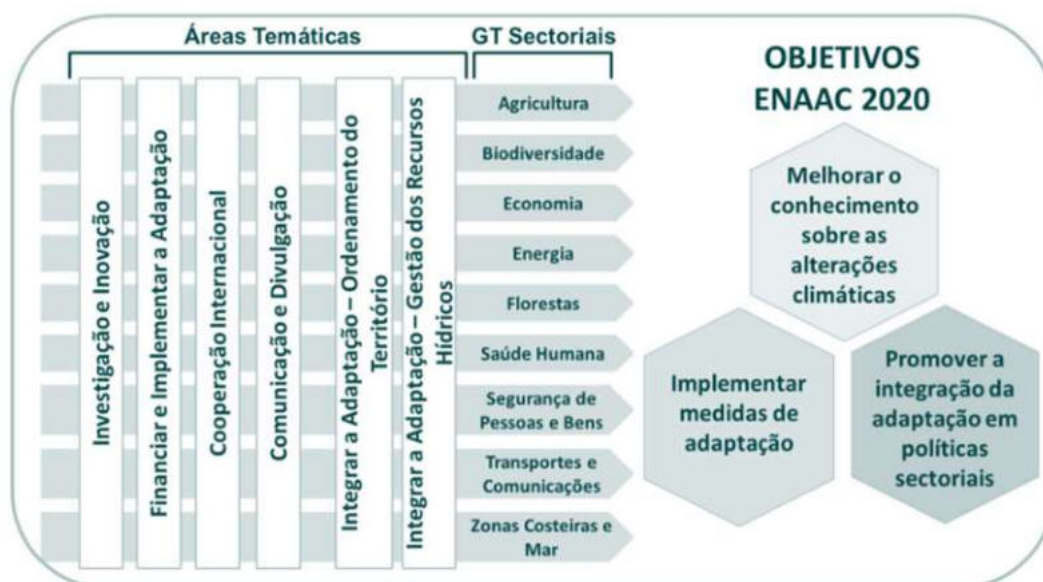 Áreas Temáticas
GT Sectoriais
Investigação e Inovação
Financiar e Implementar a Adaptação
Cooperação Internacional
Comunicação e Divulgação
Integrar a Adaptação – Ordenamento do
Território
Integrar a Adaptação – Gestão dos Recursos
Hídricos
Agricultura
Biodiversidade
Economia
Energia
Florestas
Saúde Humana
Segurança de
Pessoas e Bens
Transportes e
Comunicações
Zonas Costeiras e
Mar
OBJETIVOS
ENAAC 2020
Melhorar o
conhecimento
sobre as
alterações
climáticas
Implementar
medidas de
adaptação
Promover a
integração da
adaptação em
políticas
sectoriais